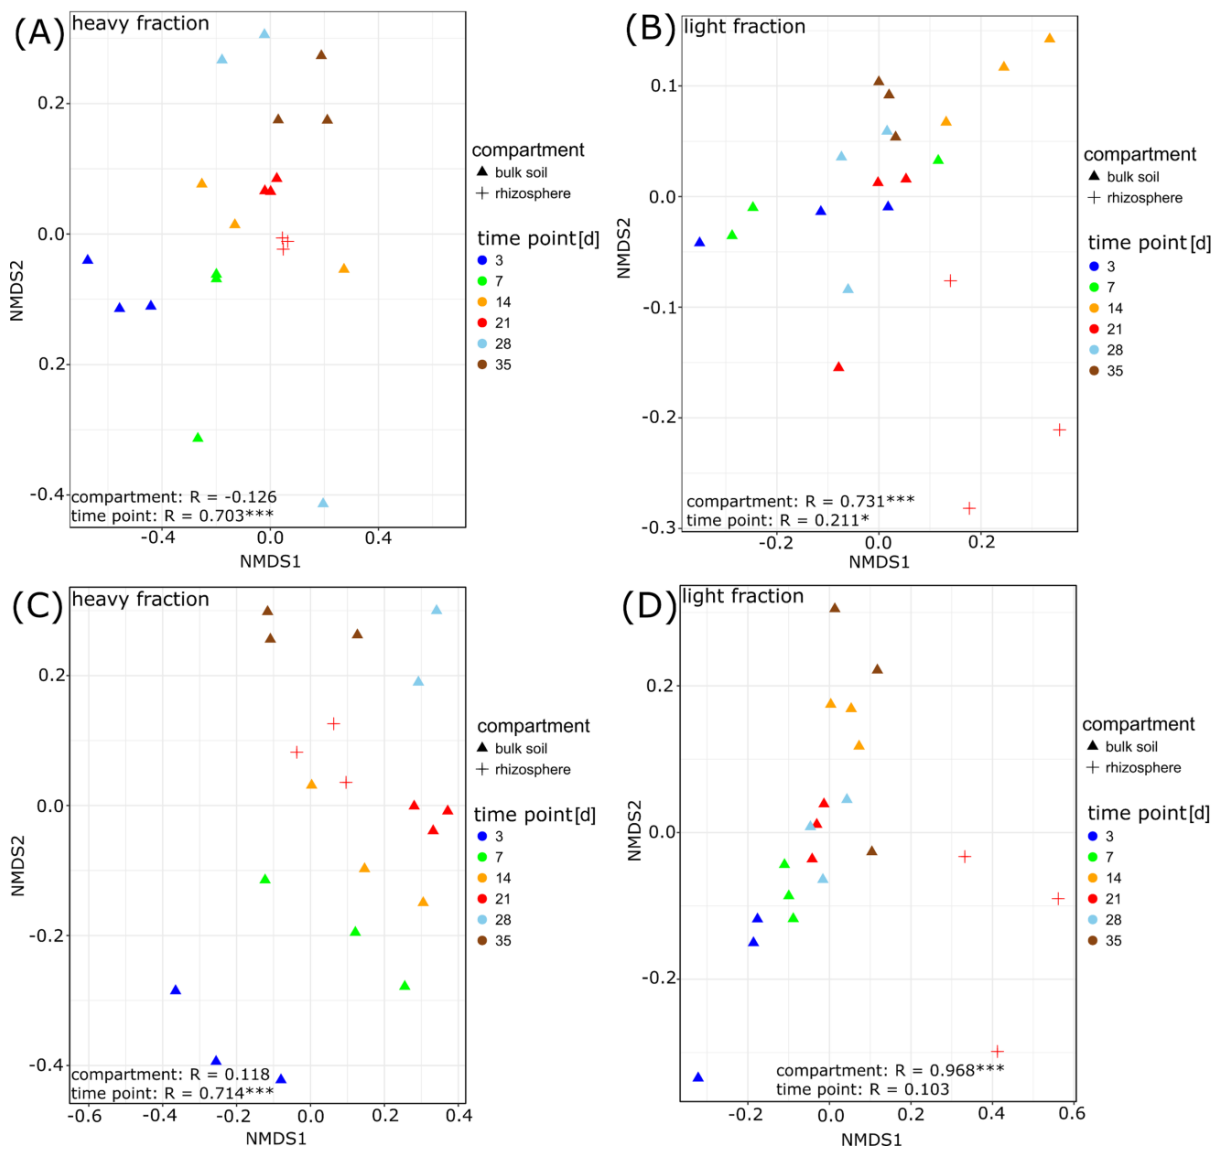 (A)
heavy fraction
0.2
0.0
0.2
-0.4
NMDS2
compartment: R = -0.126
time point: R = 0.703***
-0.4
0.0
0.4
NMDS1
compartment
bulk soil
rhizosphere
time point[d]
3
7
14
21
28
35
(B)
light fraction
0.1
0.0
-0.1
-0.2
-0.3
NMDS2
compartment: R = 0.731***
time point: R = 0.211*
-0.2
0.0
0.2
NMDS1
compartment
bulk soil
rhizosphere
time point[d]
3
7
14
21
28
35
(C)
heavy fraction
0.2
0.0
-0.2
-0.4
NMDS2
compartment: R = 0.118
time point: R = 0.714***
-0.6
-0.4
-0.2
0.0
0.2
0.4
NMDS1
compartment
bulk soil
rhizosphere
time point[d]
3
7
14
21
28
35
(D)
light fraction
0.2
0.0
-0.2
NMDS2
compartment: R = 0.968***
time point: R = 0.103
-0.2
0.0
0.2
0.4
0.6
NMDS1
compartment
bulk soil
rhizosphere
time point[d]
3
7
14
21
28
35